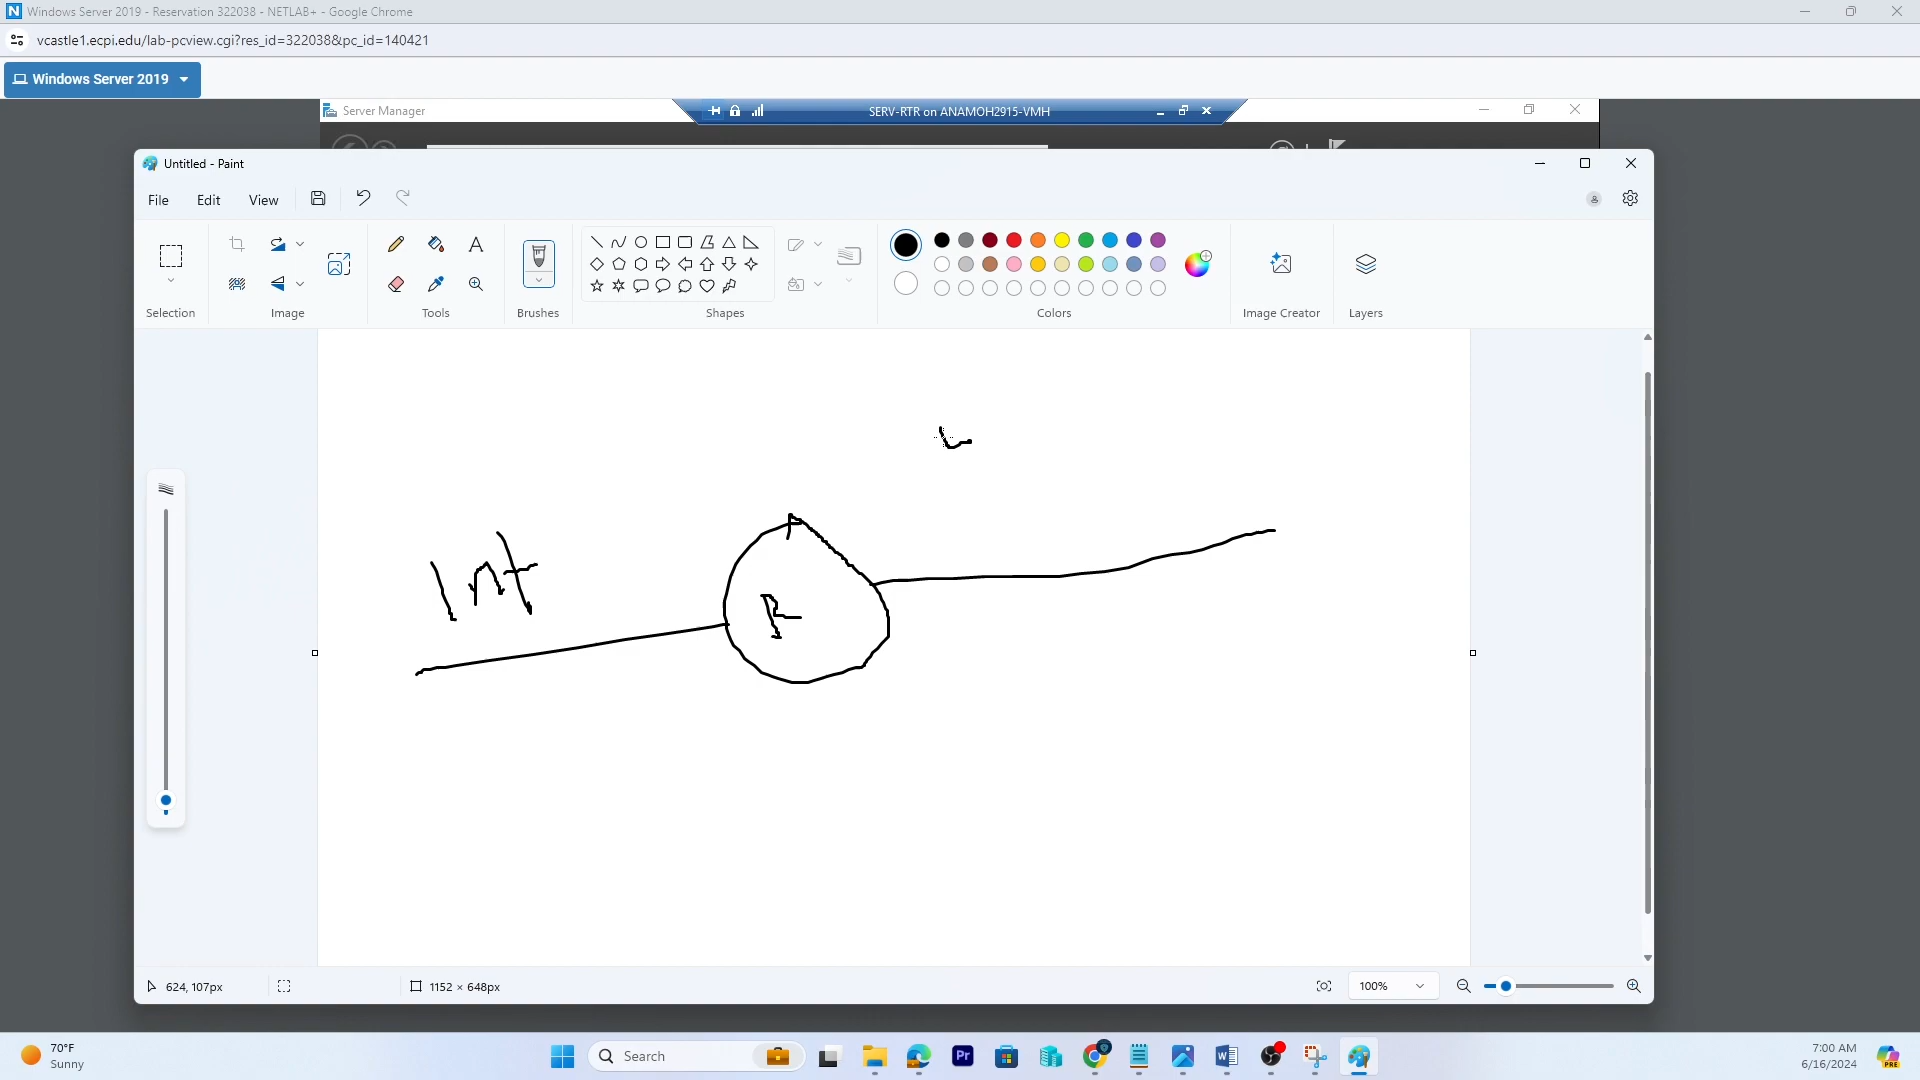 Windows Server 2019 - Reservation 322038 - NETLAB+ - Google Chrome
vcastle1.ecpi.edu/lab-pcview.cgi?res_id=322038&pc_id=140421
Windows Server 2019
Server Manager
SERV-RTR on ANAMOH2915-VMH
Untitled - Paint
File Edit View
Selection Image Tools Brushes Shapes Colors Image Creator Layers
Int
624, 107px
1152 × 648px
100%
70°F
Sunny
Search
Pr
7:00 AM
6/16/2024
PRE